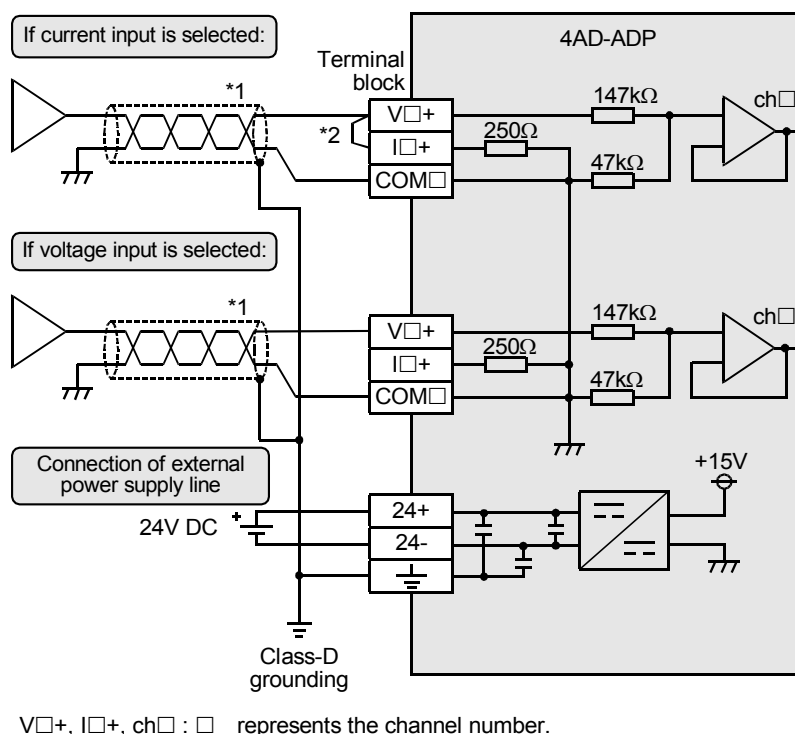 If current input is selected:
4AD-ADP
Terminal
block
*1
*2
V□+
I□+
COM□
250Ω
147kΩ
47kΩ
ch□
If voltage input is selected:
*1
V□+
I□+
COM□
250Ω
147kΩ
47kΩ
ch□
Connection of external
power supply line
24V DC
+
24+
24-
+15V
Class-D
grounding
V□+, I□+, ch□ : □ represents the channel number.